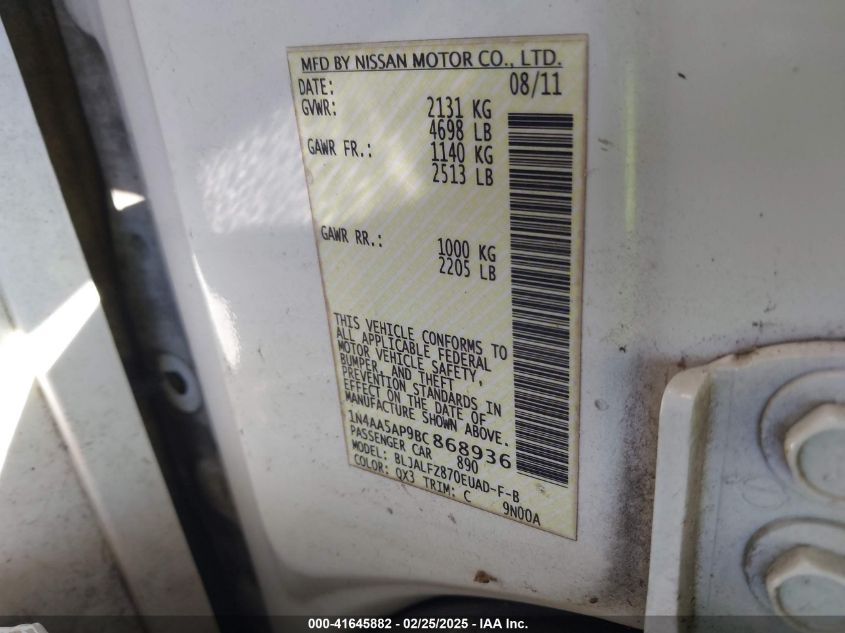 MFD BY NISSAN MOTOR CO., LTD.
DATE: 08/11
GVWR: 2131 KG
4698 LB
GAWR FR.: 1140 KG
2513 LB
GAWR RR.: 1000 KG
2205 LB
THIS VEHICLE CONFORMS TO
ALL APPLICABLE FEDERAL
MOTOR VEHICLE SAFETY,
BUMPER, AND THEFT
PREVENTION STANDARDS IN
EFFECT ON THE DATE OF
MANUFACTURE SHOWN ABOVE.
1N4AA5AP9BC868936
PASSENGER CAR 890
MODEL: BLJALFZ870EUAD-F-B
COLOR: QX3 TRIM: C 9N00A
000-41645882 - 02/25/2025 - IAA Inc.